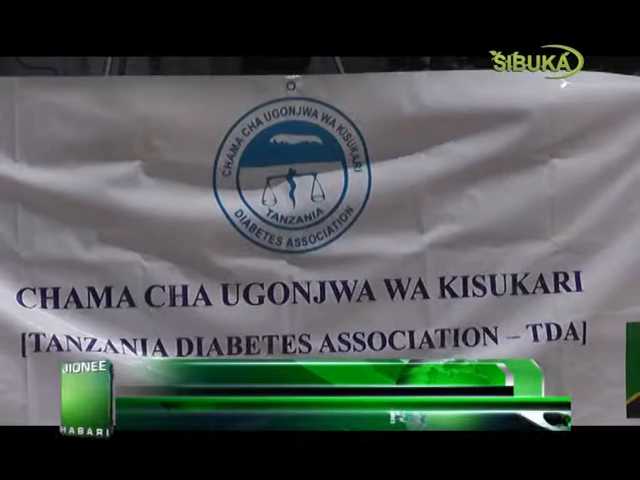 SIBUKA
CHAMA CHA UGONJWA WA KISUKARI
TANZANIA
DIABETES ASSOCIATION
CHAMA CHA UGONJWA WA KISUKARI
[TANZANIA DIABETES ASSOCIATION – TDA]
JIONEE
HABARI